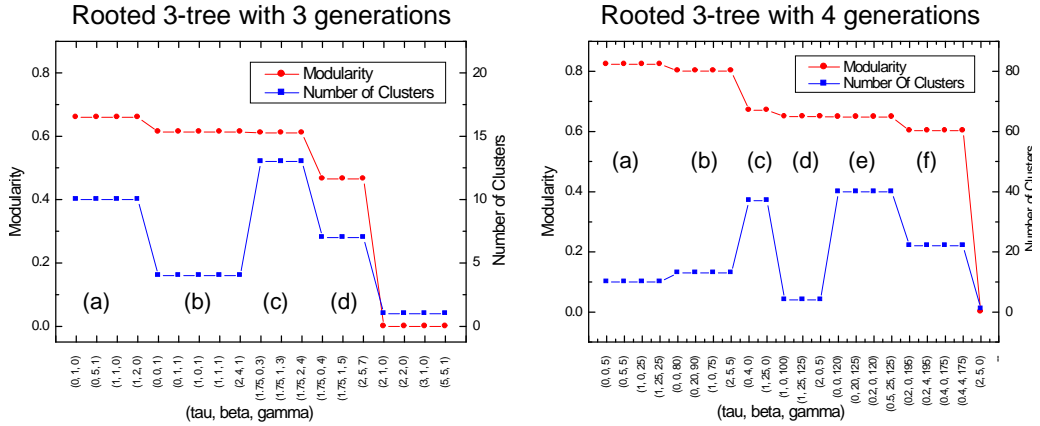 Rooted 3-tree with 3 generations
Rooted 3-tree with 4 generations
Modularity
Number of Clusters
(a)
(b)
(c)
(d)
0.8
0.6
0.4
0.2
0.0
20
15
10
5
0
Modularity
Number of Clusters
(0, 1, 0)
(0, 5, 1)
(1, 1, 0)
(1, 2, 0)
(0, 0, 1)
(0, 1, 1)
(1, 0, 1)
(1, 1, 1)
(2, 4, 1)
(1.75, 0, 3)
(1.75, 1, 3)
(1.75, 2, 4)
(1.75, 0, 4)
(1.75, 1, 5)
(2, 5, 7)
(2, 1, 0)
(2, 2, 0)
(3, 1, 0)
(5, 5, 1)
(tau, beta, gamma)
Modularity
Number Of Clusters
(a)
(b)
(c)
(d)
(e)
(f)
0.8
0.6
0.4
0.2
0.0
80
60
40
20
0
Modularity
Number of Clusters
(0, 0, 5)
(0, 5, 5)
(1, 0, 25)
(1, 25, 25)
(0, 0, 80)
(0, 20, 90)
(1, 0, 75)
(2, 5, 5)
(0, 4, 0)
(1, 25, 0)
(1, 0, 100)
(1, 25, 125)
(2, 0, 5)
(0, 0, 120)
(0, 20, 125)
(0.2, 0, 120)
(0.5, 25, 125)
(0.2, 0, 195)
(0.2, 4, 195)
(0.4, 0, 175)
(0.4, 4, 175)
(2, 5, 0)
--
(tau, beta, gamma)